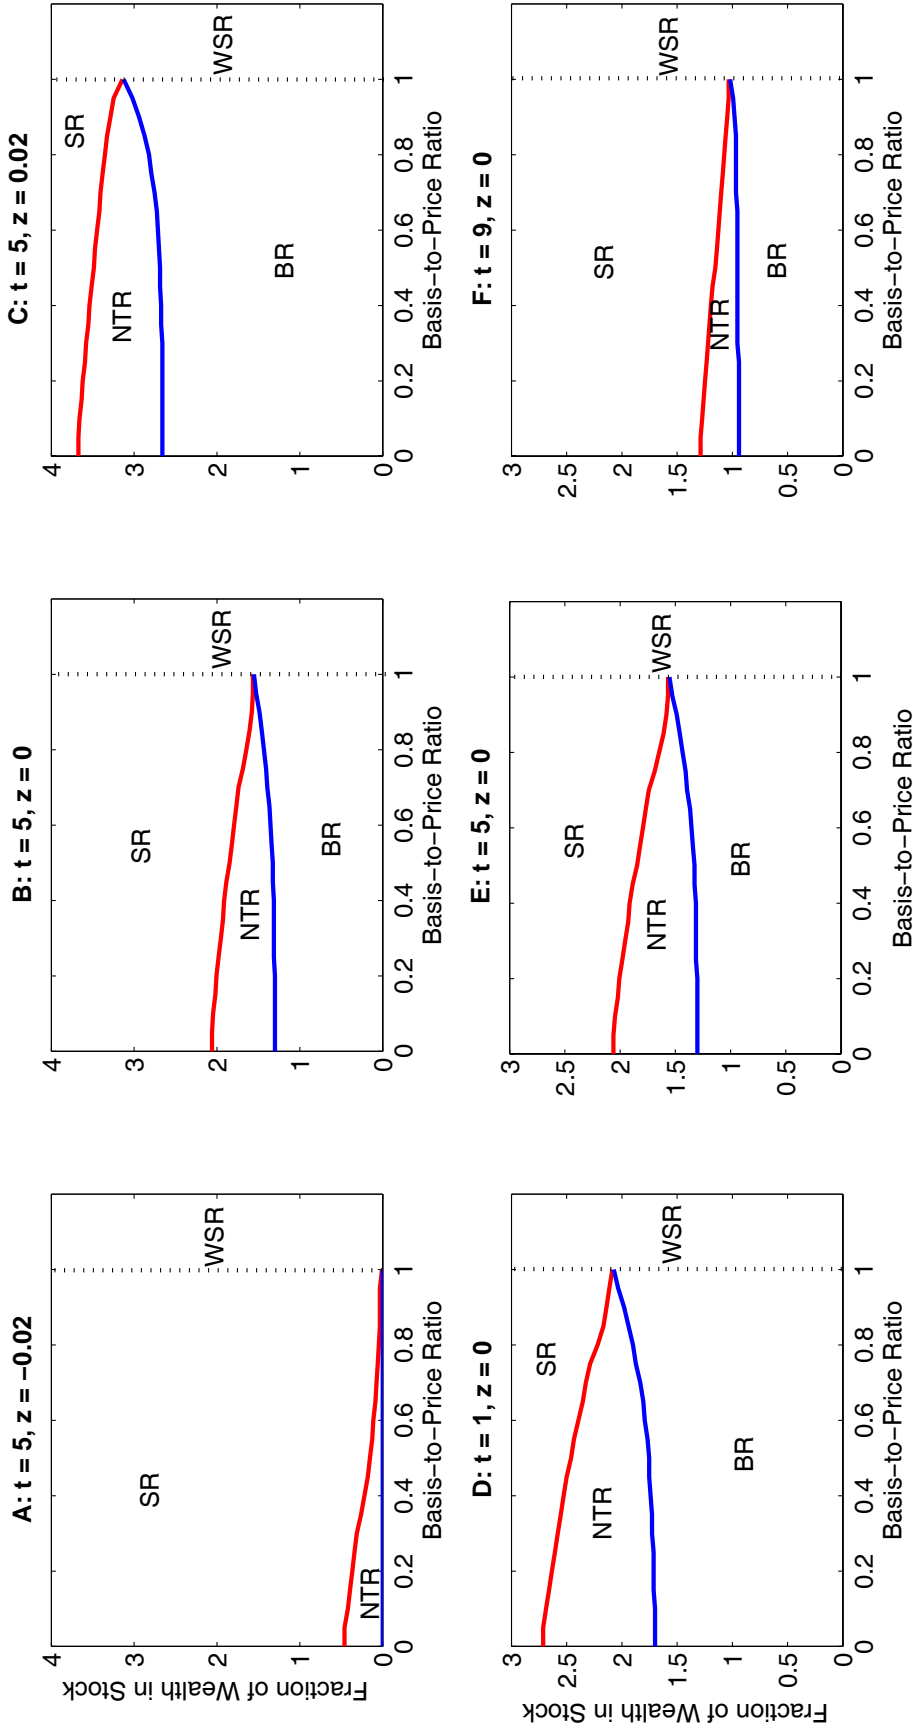 A: t = 5, z = −0.02
Fraction of Wealth in Stock
4
3
2
1
0
SR
NTR
WSR
0
0.2
0.4
0.6
0.8
1
Basis−to−Price Ratio
B: t = 5, z = 0
4
3
2
1
0
SR
NTR
BR
WSR
0
0.2
0.4
0.6
0.8
1
Basis−to−Price Ratio
C: t = 5, z = 0.02
4
3
2
1
0
SR
NTR
BR
WSR
0
0.2
0.4
0.6
0.8
1
Basis−to−Price Ratio
D: t = 1, z = 0
Fraction of Wealth in Stock
3
2.5
2
1.5
1
0.5
0
SR
NTR
BR
WSR
0
0.2
0.4
0.6
0.8
1
Basis−to−Price Ratio
E: t = 5, z = 0
3
2.5
2
1.5
1
0.5
0
SR
NTR
BR
WSR
0
0.2
0.4
0.6
0.8
1
Basis−to−Price Ratio
F: t = 9, z = 0
3
2.5
2
1.5
1
0.5
0
SR
NTR
BR
WSR
0
0.2
0.4
0.6
0.8
1
Basis−to−Price Ratio